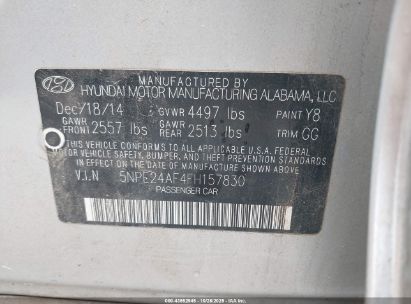 MANUFACTURED BY
HYUNDAI MOTOR MANUFACTURING ALABAMA, LLC
Dec/18/14 GVWR 4497 lbs PAINT Y8
GAWR FRONT 2557 lbs GAWR REAR 2513 lbs TRIM GG
THIS VEHICLE CONFORMS TO ALL APPLICABLE U.S.A. FEDERAL
MOTOR VEHICLE SAFETY, BUMPER, AND THEFT PREVENTION STANDARDS
IN EFFECT ON THE DATE OF MANUFACTURE SHOWN ABOVE.
V.I.N 5NPE24AF4FH157830
PASSENGER CAR